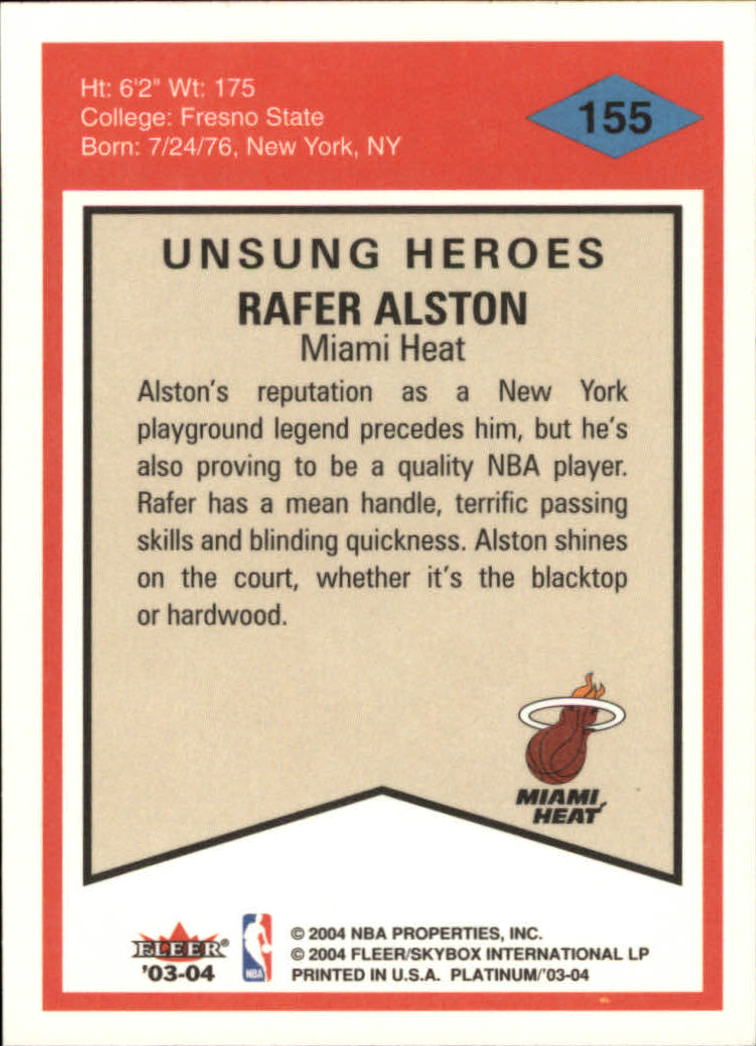 Ht: 6'2" Wt: 175
College: Fresno State
Born: 7/24/76, New York, NY
155
UNSUNG HEROES
RAFER ALSTON
Miami Heat
Alston's reputation as a New York
playground legend precedes him, but he's
also proving to be a quality NBA player.
Rafer has a mean handle, terrific passing
skills and blinding quickness. Alston shines
on the court, whether it's the blacktop
or hardwood.
MIAMI
HEAT
FLEER®
'03-04
NBA
© 2004 NBA PROPERTIES, INC.
© 2004 FLEER/SKYBOX INTERNATIONAL LP
PRINTED IN U.S.A. PLATINUM/'03-04